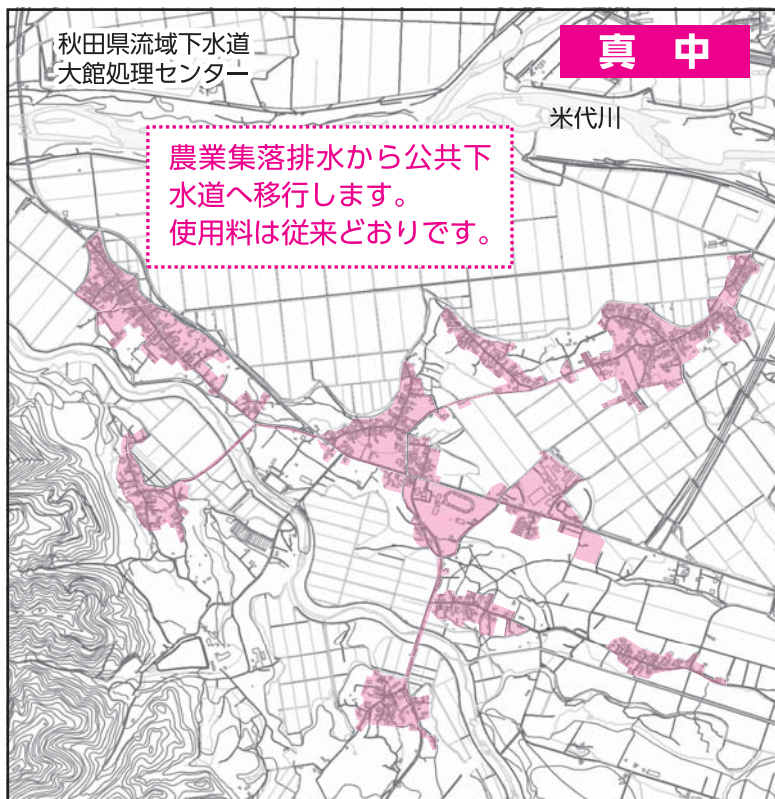 秋田県流域下水道
大館処理センター
真 中
米代川
農業集落排水から公共下
水道へ移行します。
使用料は従来どおりです。